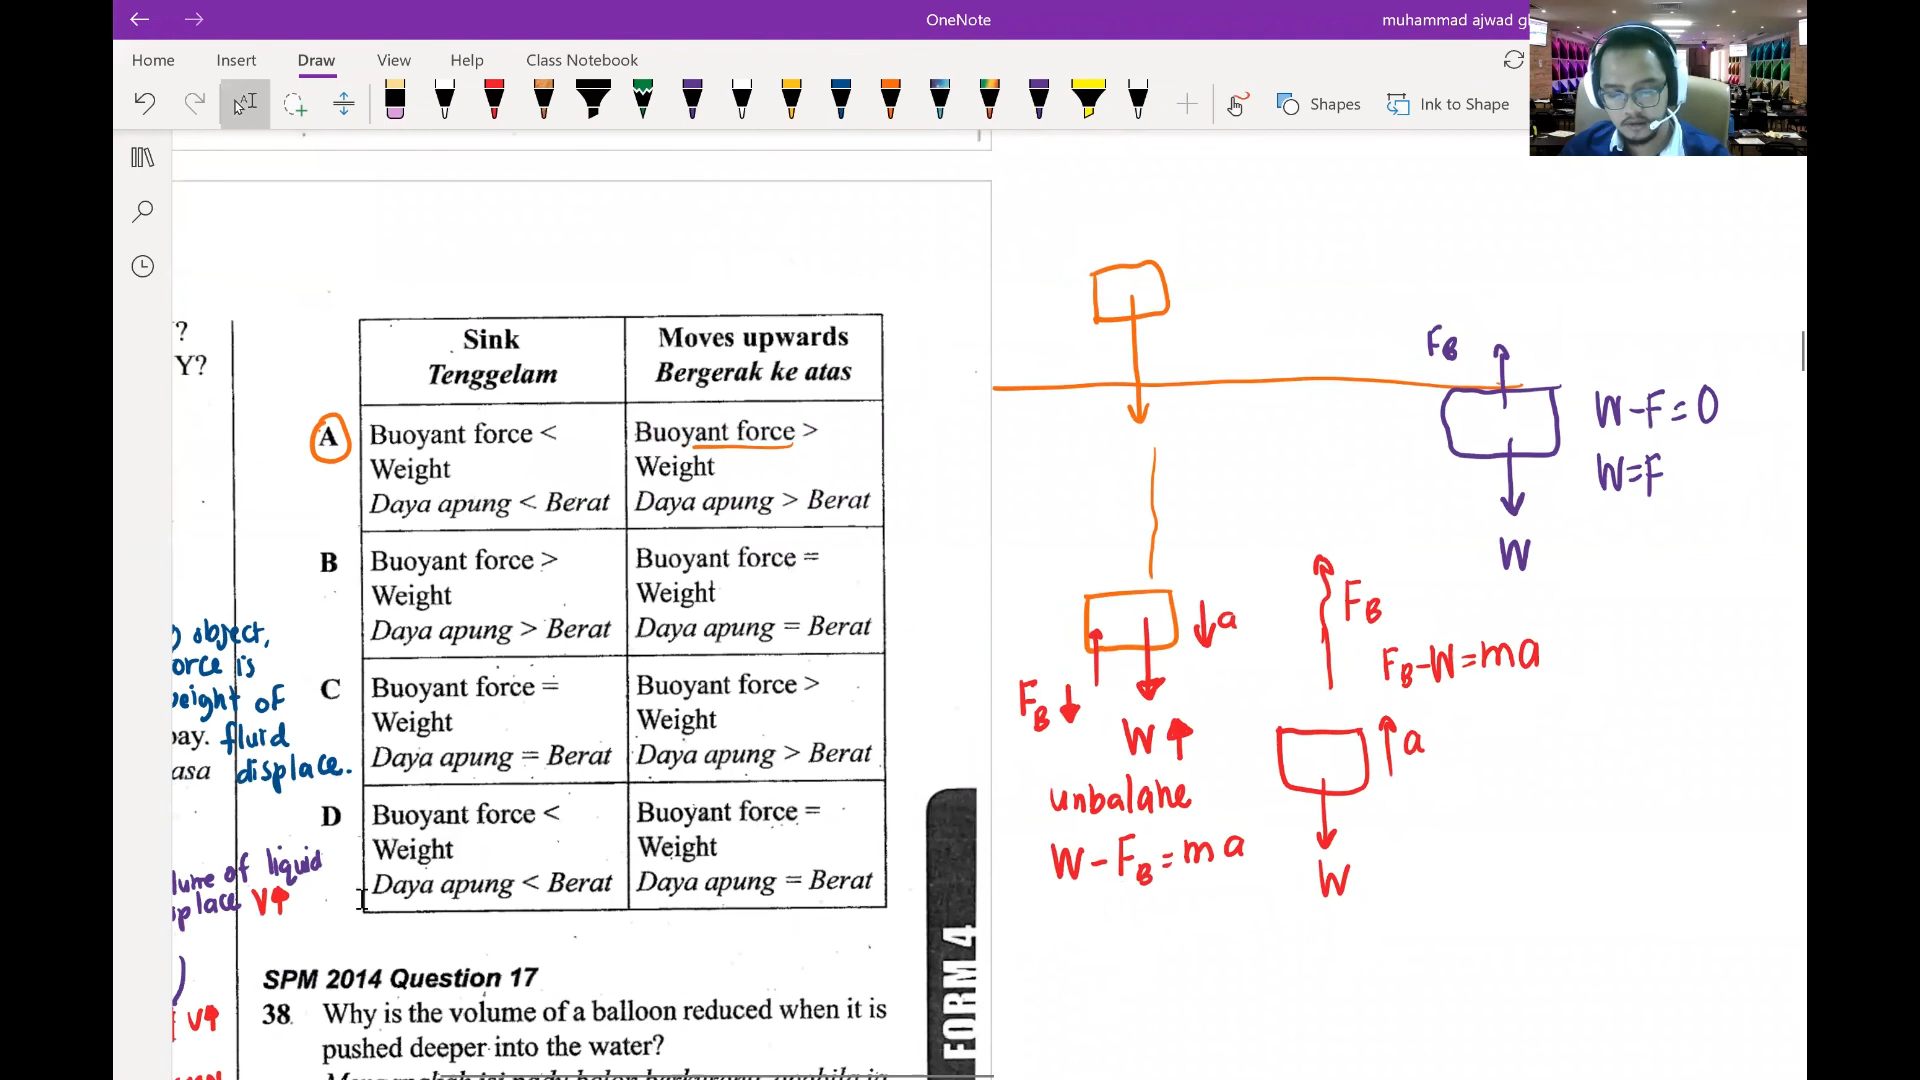 OneNote
muhammad ajwad gh
Home Insert Draw View Help Class Notebook
Shapes
Ink to Shape
?
Y?
Sink
Tenggelam
Moves upwards
Bergerak ke atas
A
Buoyant force <
Weight
Daya apung < Berat
Buoyant force >
Weight
Daya apung > Berat
B
Buoyant force >
Weight
Daya apung > Berat
Buoyant force =
Weight
Daya apung = Berat
C
Buoyant force =
Weight
Daya apung = Berat
Buoyant force >
Weight
Daya apung > Berat
D
Buoyant force <
Weight
Daya apung < Berat
Buoyant force =
Weight
Daya apung = Berat
) object,
orce is
weight of
pay. fluid
asa displace.
lume of liquid
splace V↑
)
V↑
SPM 2014 Question 17
38. Why is the volume of a balloon reduced when it is
pushed deeper into the water?
FORM 4
FB
W-F=0
W=F
W
↓a
FB↓
W↑
unbalane
W-FB=ma
FB
FB-W=ma
a
W